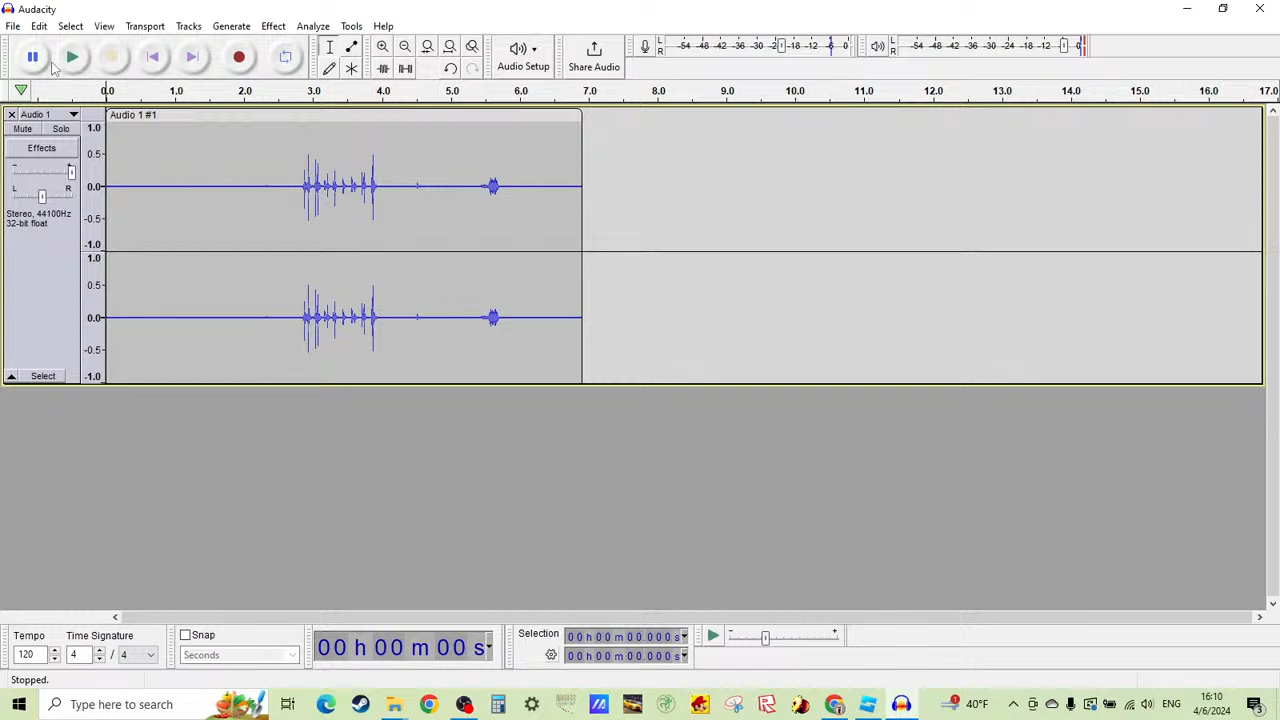 Audacity
File Edit Select View Transport Tracks Generate Effect Analyze Tools Help
L R -54 -48 -42 -36 -30 -2 -18 -12 -6 0
L R -54 -48 -42 -36 -30 -24 -18 -12 0
Audio Setup
Share Audio
0.0 1.0 2.0 3.0 4.0 5.0 6.0 7.0 8.0 9.0 10.0 11.0 12.0 13.0 14.0 15.0 16.0 17.0
Audio 1
Audio 1 #1
Mute Solo
Effects
- +
L R
Stereo, 44100Hz
32-bit float
Select
1.0
0.5
0.0
-0.5
-1.0
1.0
0.5
0.0
-0.5
-1.0
Tempo
120
Time Signature
4 / 4
Snap
Seconds
00 h 00 m 00 s
Selection
00 h 00 m 00.000 s
00 h 00 m 00.000 s
- +
Stopped.
Type here to search
40°F
ENG
16:10
4/6/2024
3